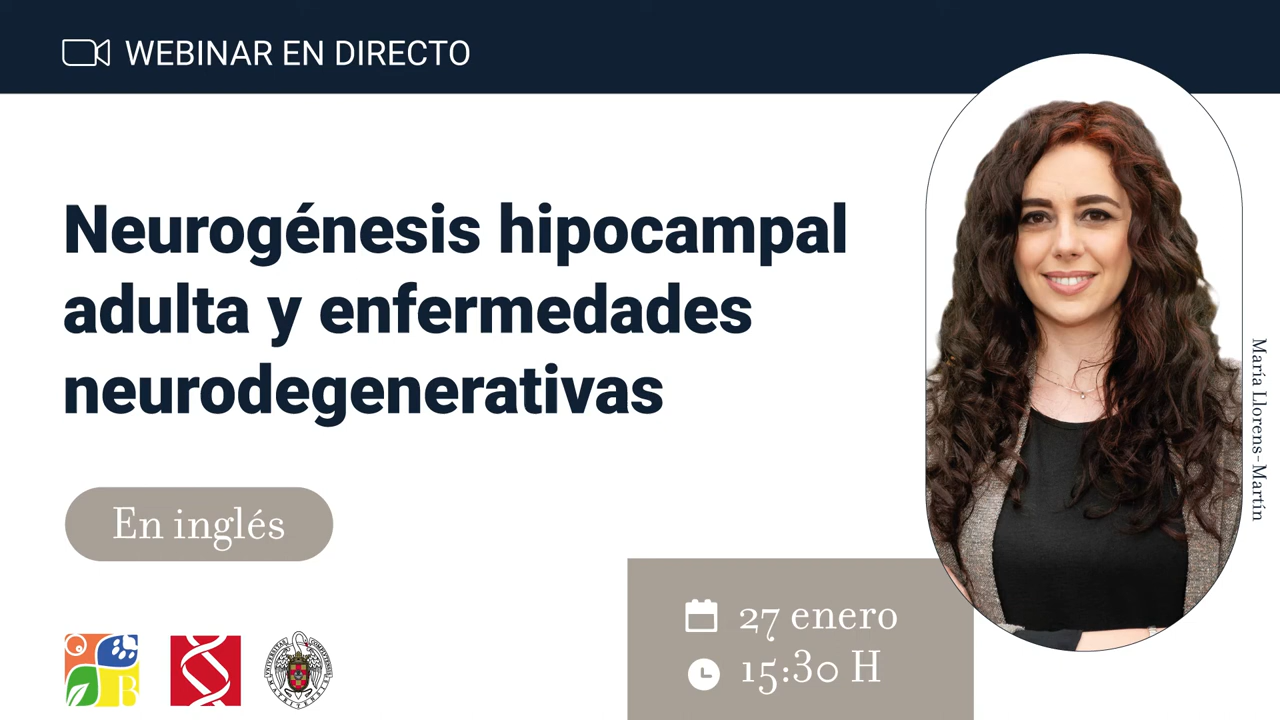 WEBINAR EN DIRECTO
Neurogénesis hipocampal
adulta y enfermedades
neurodegenerativas
En inglés
27 enero
15:30 H
María Llorens-Martín
B